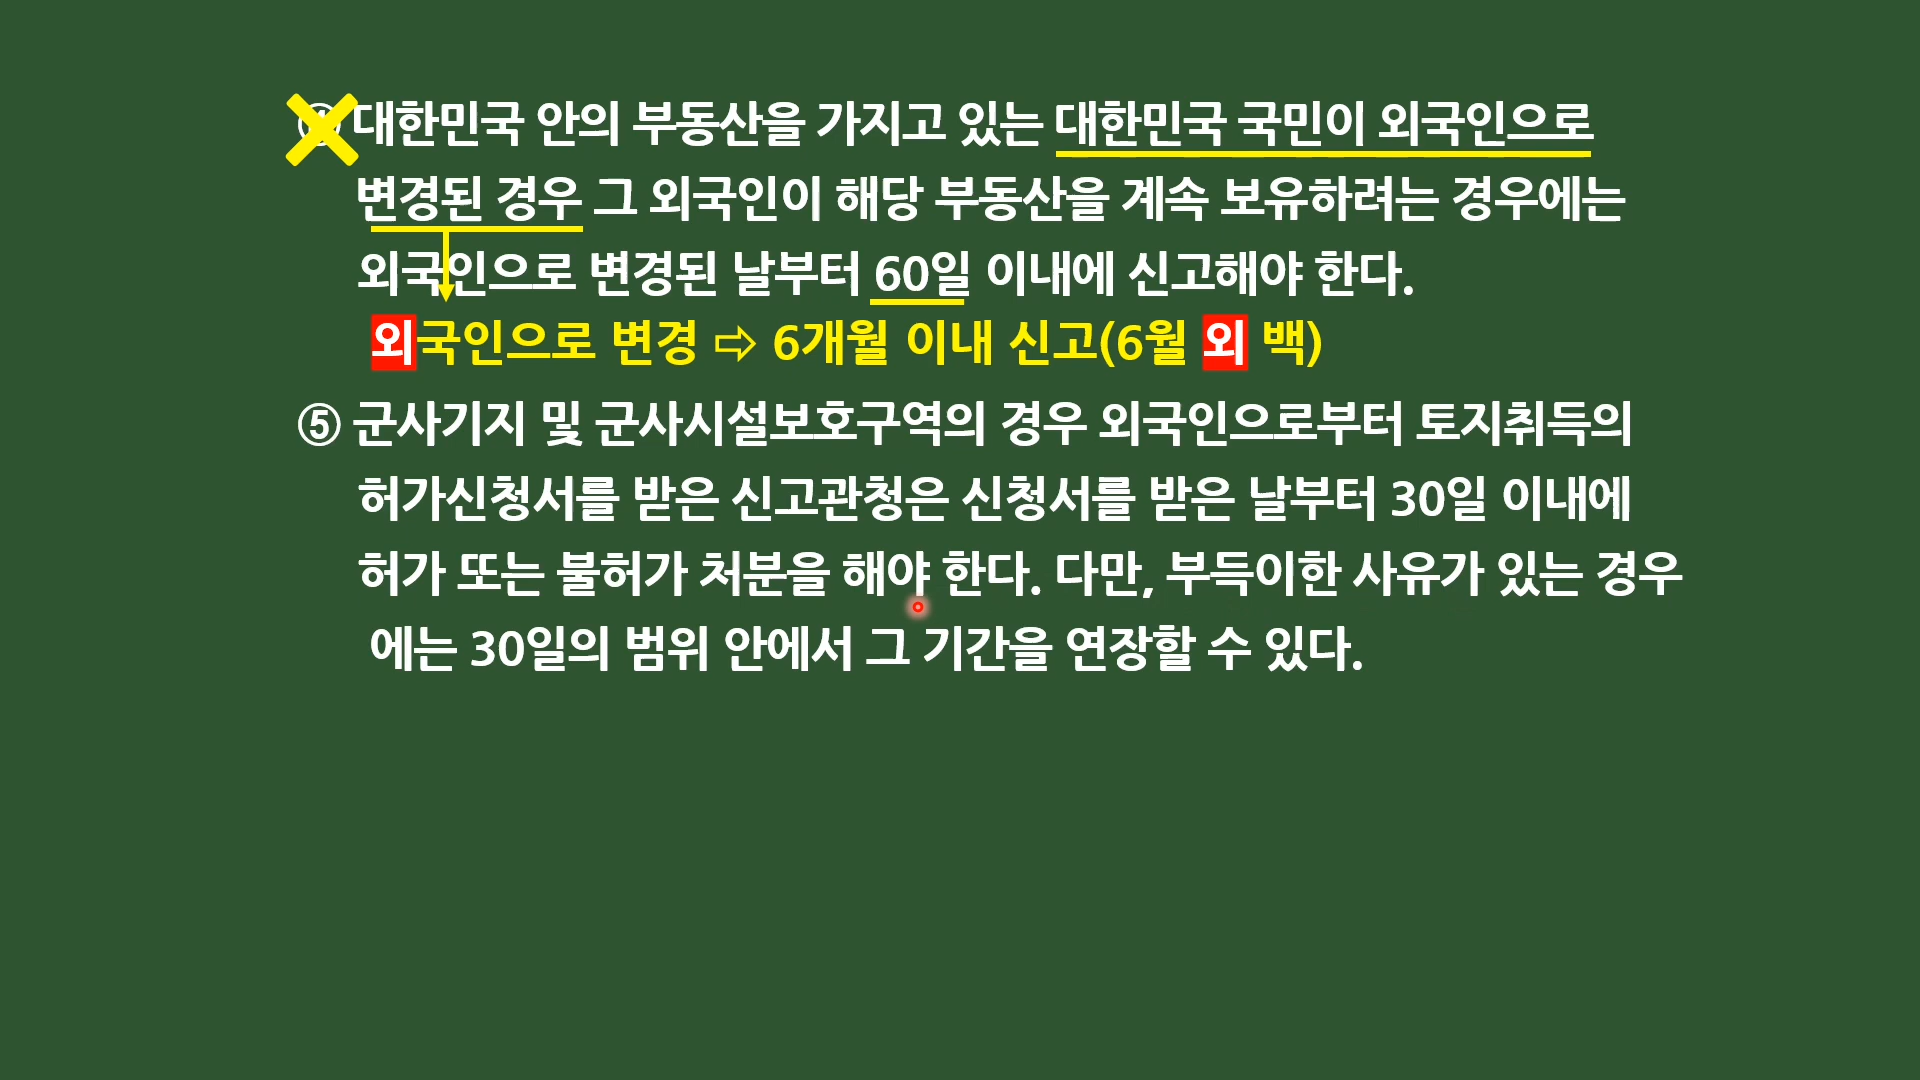 ④ 대한민국 안의 부동산을 가지고 있는 대한민국 국민이 외국인으로
변경된 경우 그 외국인이 해당 부동산을 계속 보유하려는 경우에는
외국인으로 변경된 날부터 60일 이내에 신고해야 한다.
외국인으로 변경 ⇨ 6개월 이내 신고(6월 외 백)
⑤ 군사기지 및 군사시설보호구역의 경우 외국인으로부터 토지취득의
허가신청서를 받은 신고관청은 신청서를 받은 날부터 30일 이내에
허가 또는 불허가 처분을 해야 한다. 다만, 부득이한 사유가 있는 경우
에는 30일의 범위 안에서 그 기간을 연장할 수 있다.